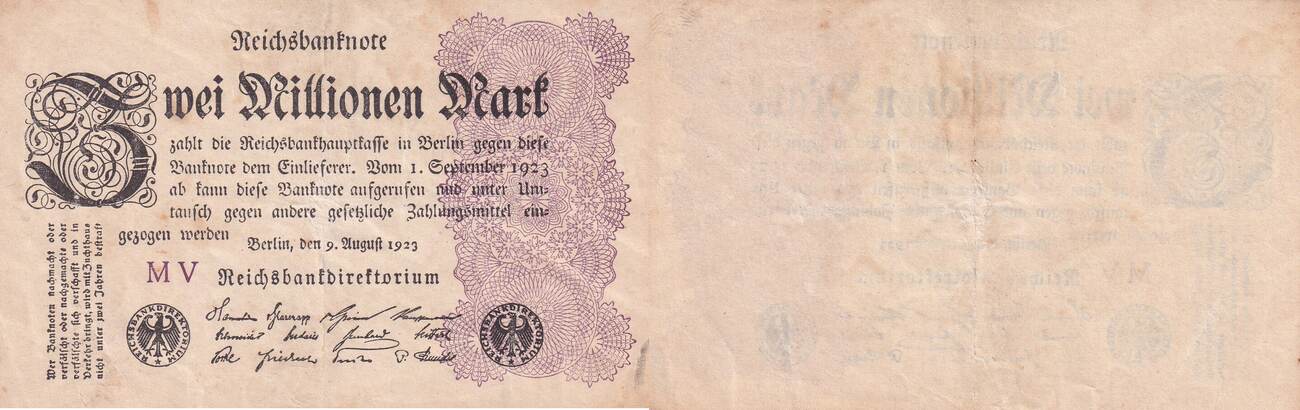 Reichsbanknote
Zwei Millionen Mark
zahlt die Reichsbankhauptkasse in Berlin gegen diese
Banknote dem Einlieferer. Vom 1. September 1923
ab kann diese Banknote aufgerufen und unter Um-
tausch gegen andere gesetzliche Zahlungsmittel ein-
gezogen werden
Berlin, den 9. August 1923
MV Reichsbankdirektorium
REICHSBANKDIREKTORIUM
REICHSBANKDIREKTORIUM
Wer Banknoten nachmacht oder
verfälscht oder nachgemachte oder
verfälschte sich verschafft und in
Verkehr bringt, wird mit Zuchthaus
nicht unter zwei Jahren bestraft
MV